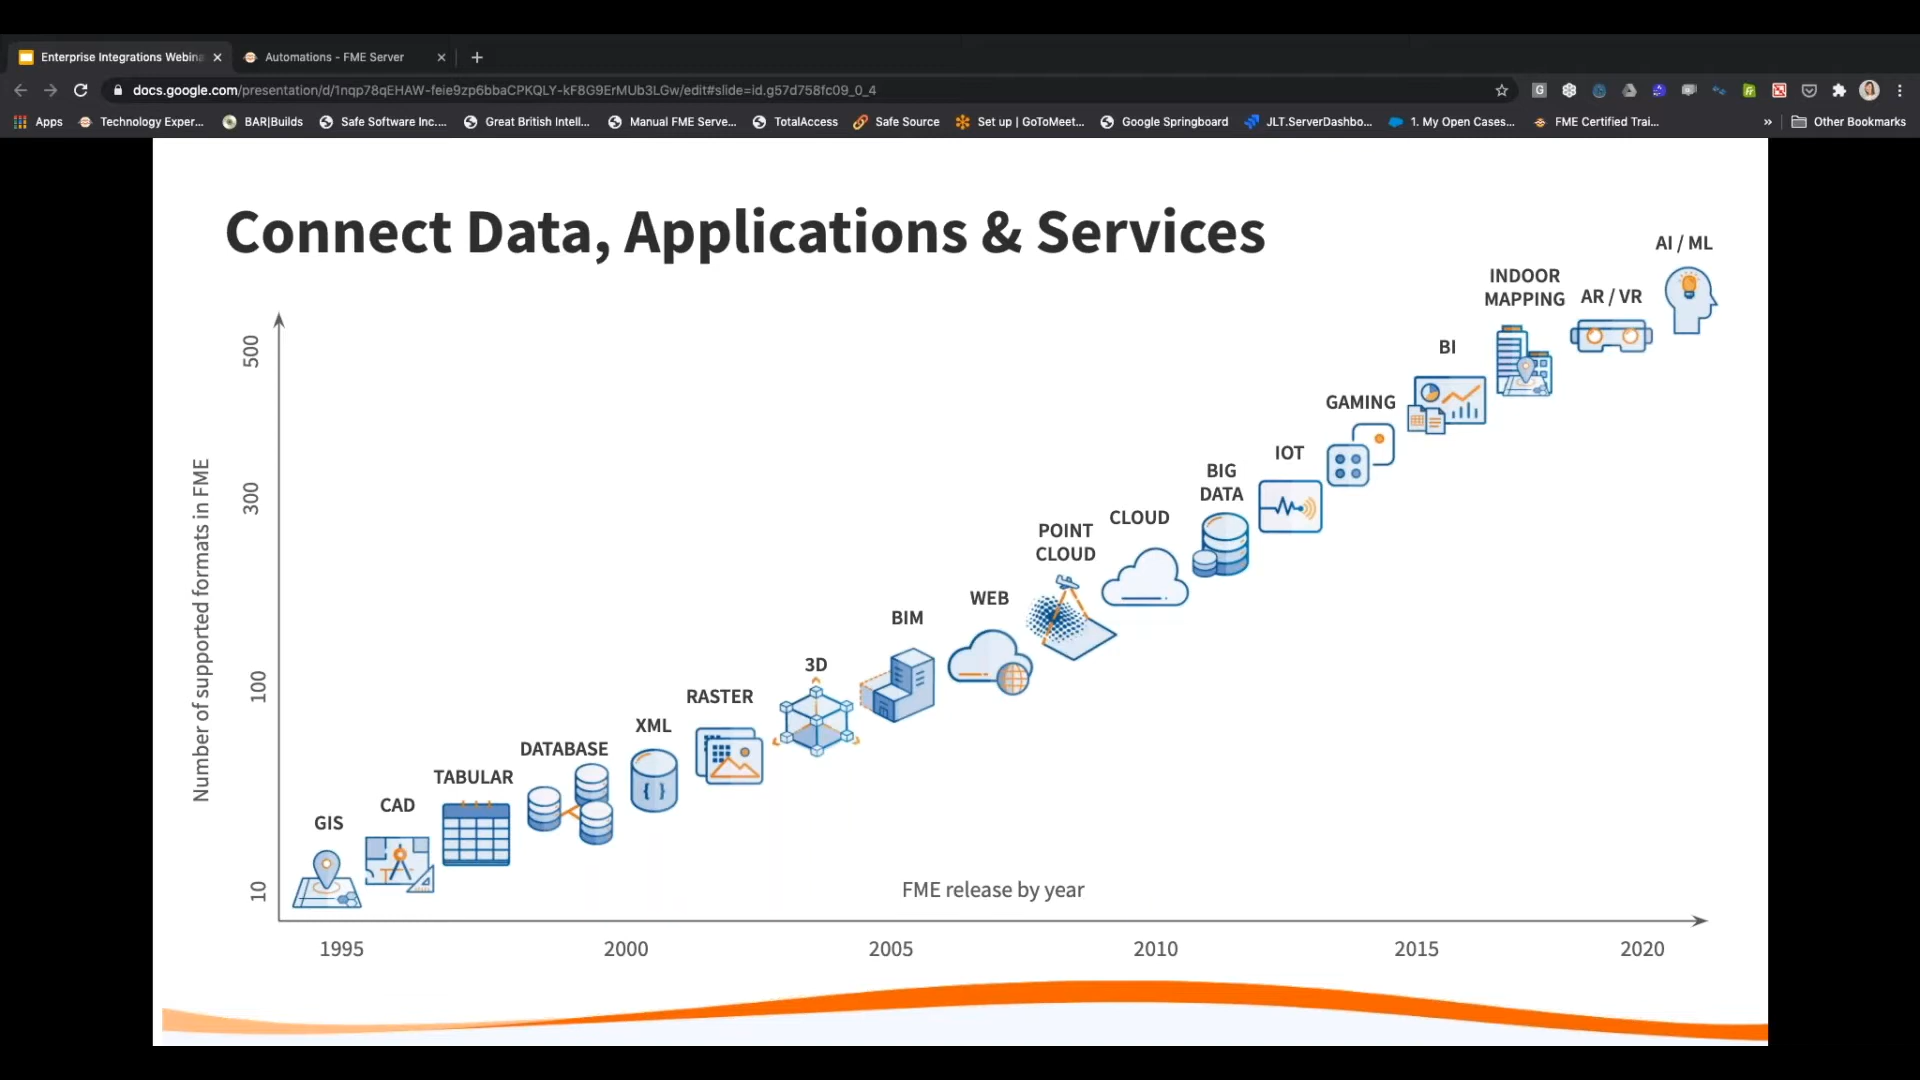 Enterprise Integrations Webina
Automations - FME Server
docs.google.com/presentation/d/1nqp78qEHAW-feie9zp6bbaCPKQLY-kF8G9ErMUb3LGw/edit#slide=id.g57d758fc09_0_4
Apps Technology Exper... BAR|Builds Safe Software Inc.... Great British Intell... Manual FME Serve... TotalAccess Safe Source Set up | GoToMeet... Google Springboard JLT.ServerDashbo... 1. My Open Cases... FME Certified Trai... » Other Bookmarks
Connect Data, Applications & Services
AI / ML
INDOOR
MAPPING
AR / VR
BI
GAMING
IOT
BIG
DATA
CLOUD
POINT
CLOUD
WEB
BIM
3D
RASTER
XML
DATABASE
TABULAR
CAD
GIS
Number of supported formats in FME
500
300
100
10
FME release by year
1995 2000 2005 2010 2015 2020